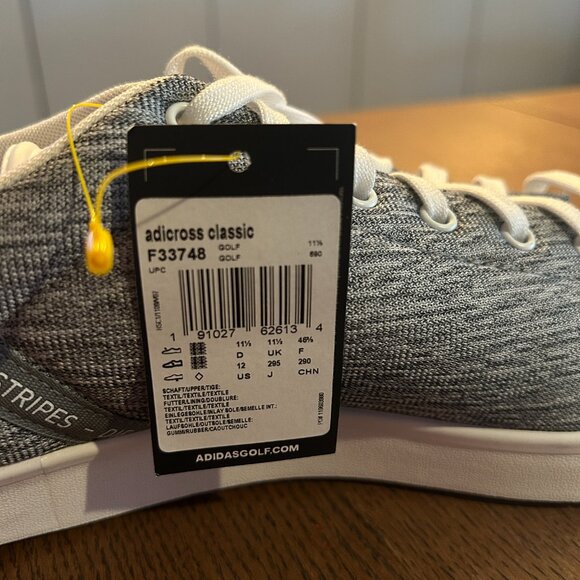 adicross classic
F33748 GOLF 11½
GOLF 690
UPC
1 91027 62613 4
11½ 11½ 46⅔
D UK F
12 295 290
US J CHN
SCHAFT/UPPER/TIGE:
TEXTIL/TEXTILE/TEXTILE
FUTTER/LINING/DOUBLURE:
TEXTIL/TEXTILE/TEXTILE
EINLEGESOHLE/INLAY SOLE/SEMELLE INT.:
TEXTIL/TEXTILE/TEXTILE
LAUFSOHLE/OUTSOLE/SEMELLE:
GUMMI/RUBBER/CAOUTCHOUC
ADIDASGOLF.COM
STRIPES